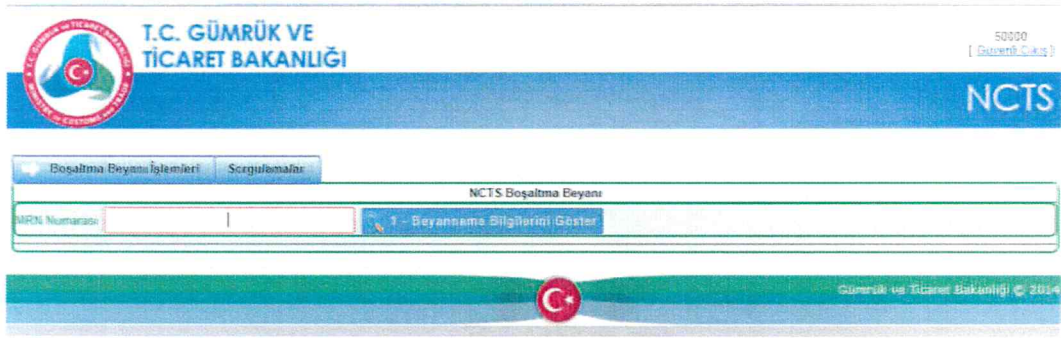 T.C. GÜMRÜK VE
TİCARET BAKANLIĞI
50000
[ Güvenli Çıkış ]
NCTS
Boşaltma Beyanı İşlemleri Sorgulamalar
NCTS Boşaltma Beyanı
MRN Numarası 1 - Beyanname Bilgilerini Göster
Gümrük ve Ticaret Bakanlığı © 2014